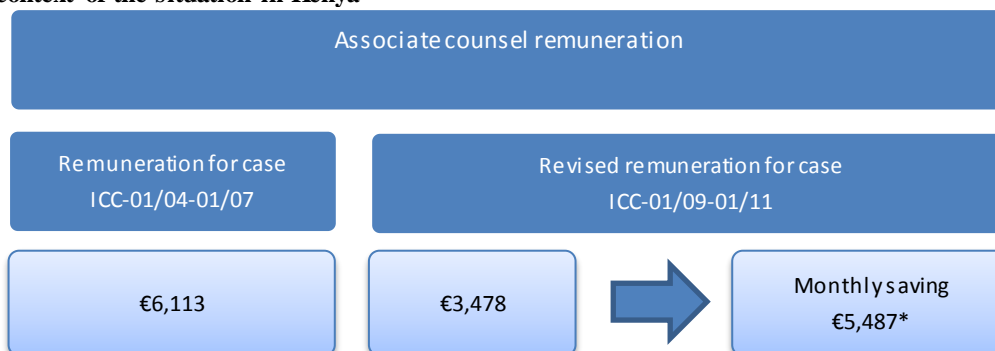 context of the situation in Kenya
Associate counsel remuneration
Remuneration for case
ICC-01/04-01/07
Revised remuneration for case
ICC-01/09-01/11
€6,113
€3,478
Monthly saving
€5,487*